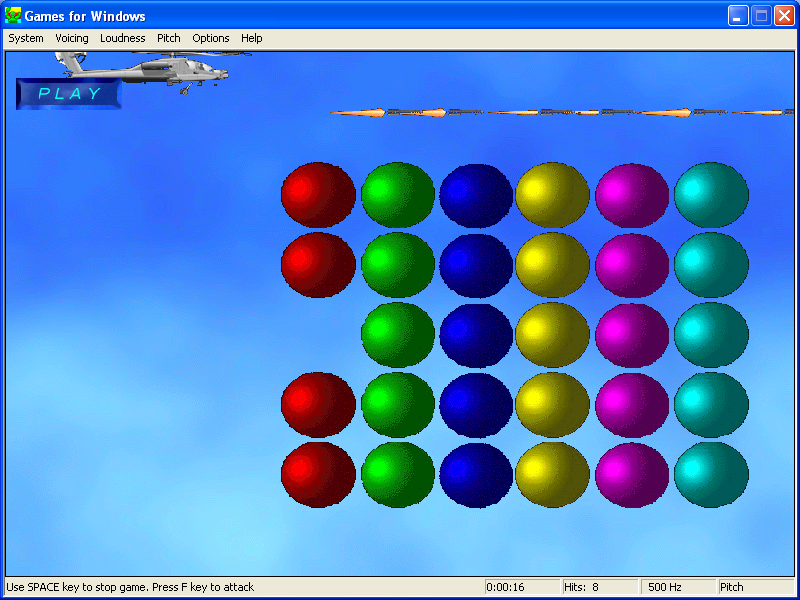 Games for Windows
System Voicing Loudness Pitch Options Help
PLAY
Use SPACE key to stop game. Press F key to attack 0:00:16 Hits: 8 500 Hz Pitch